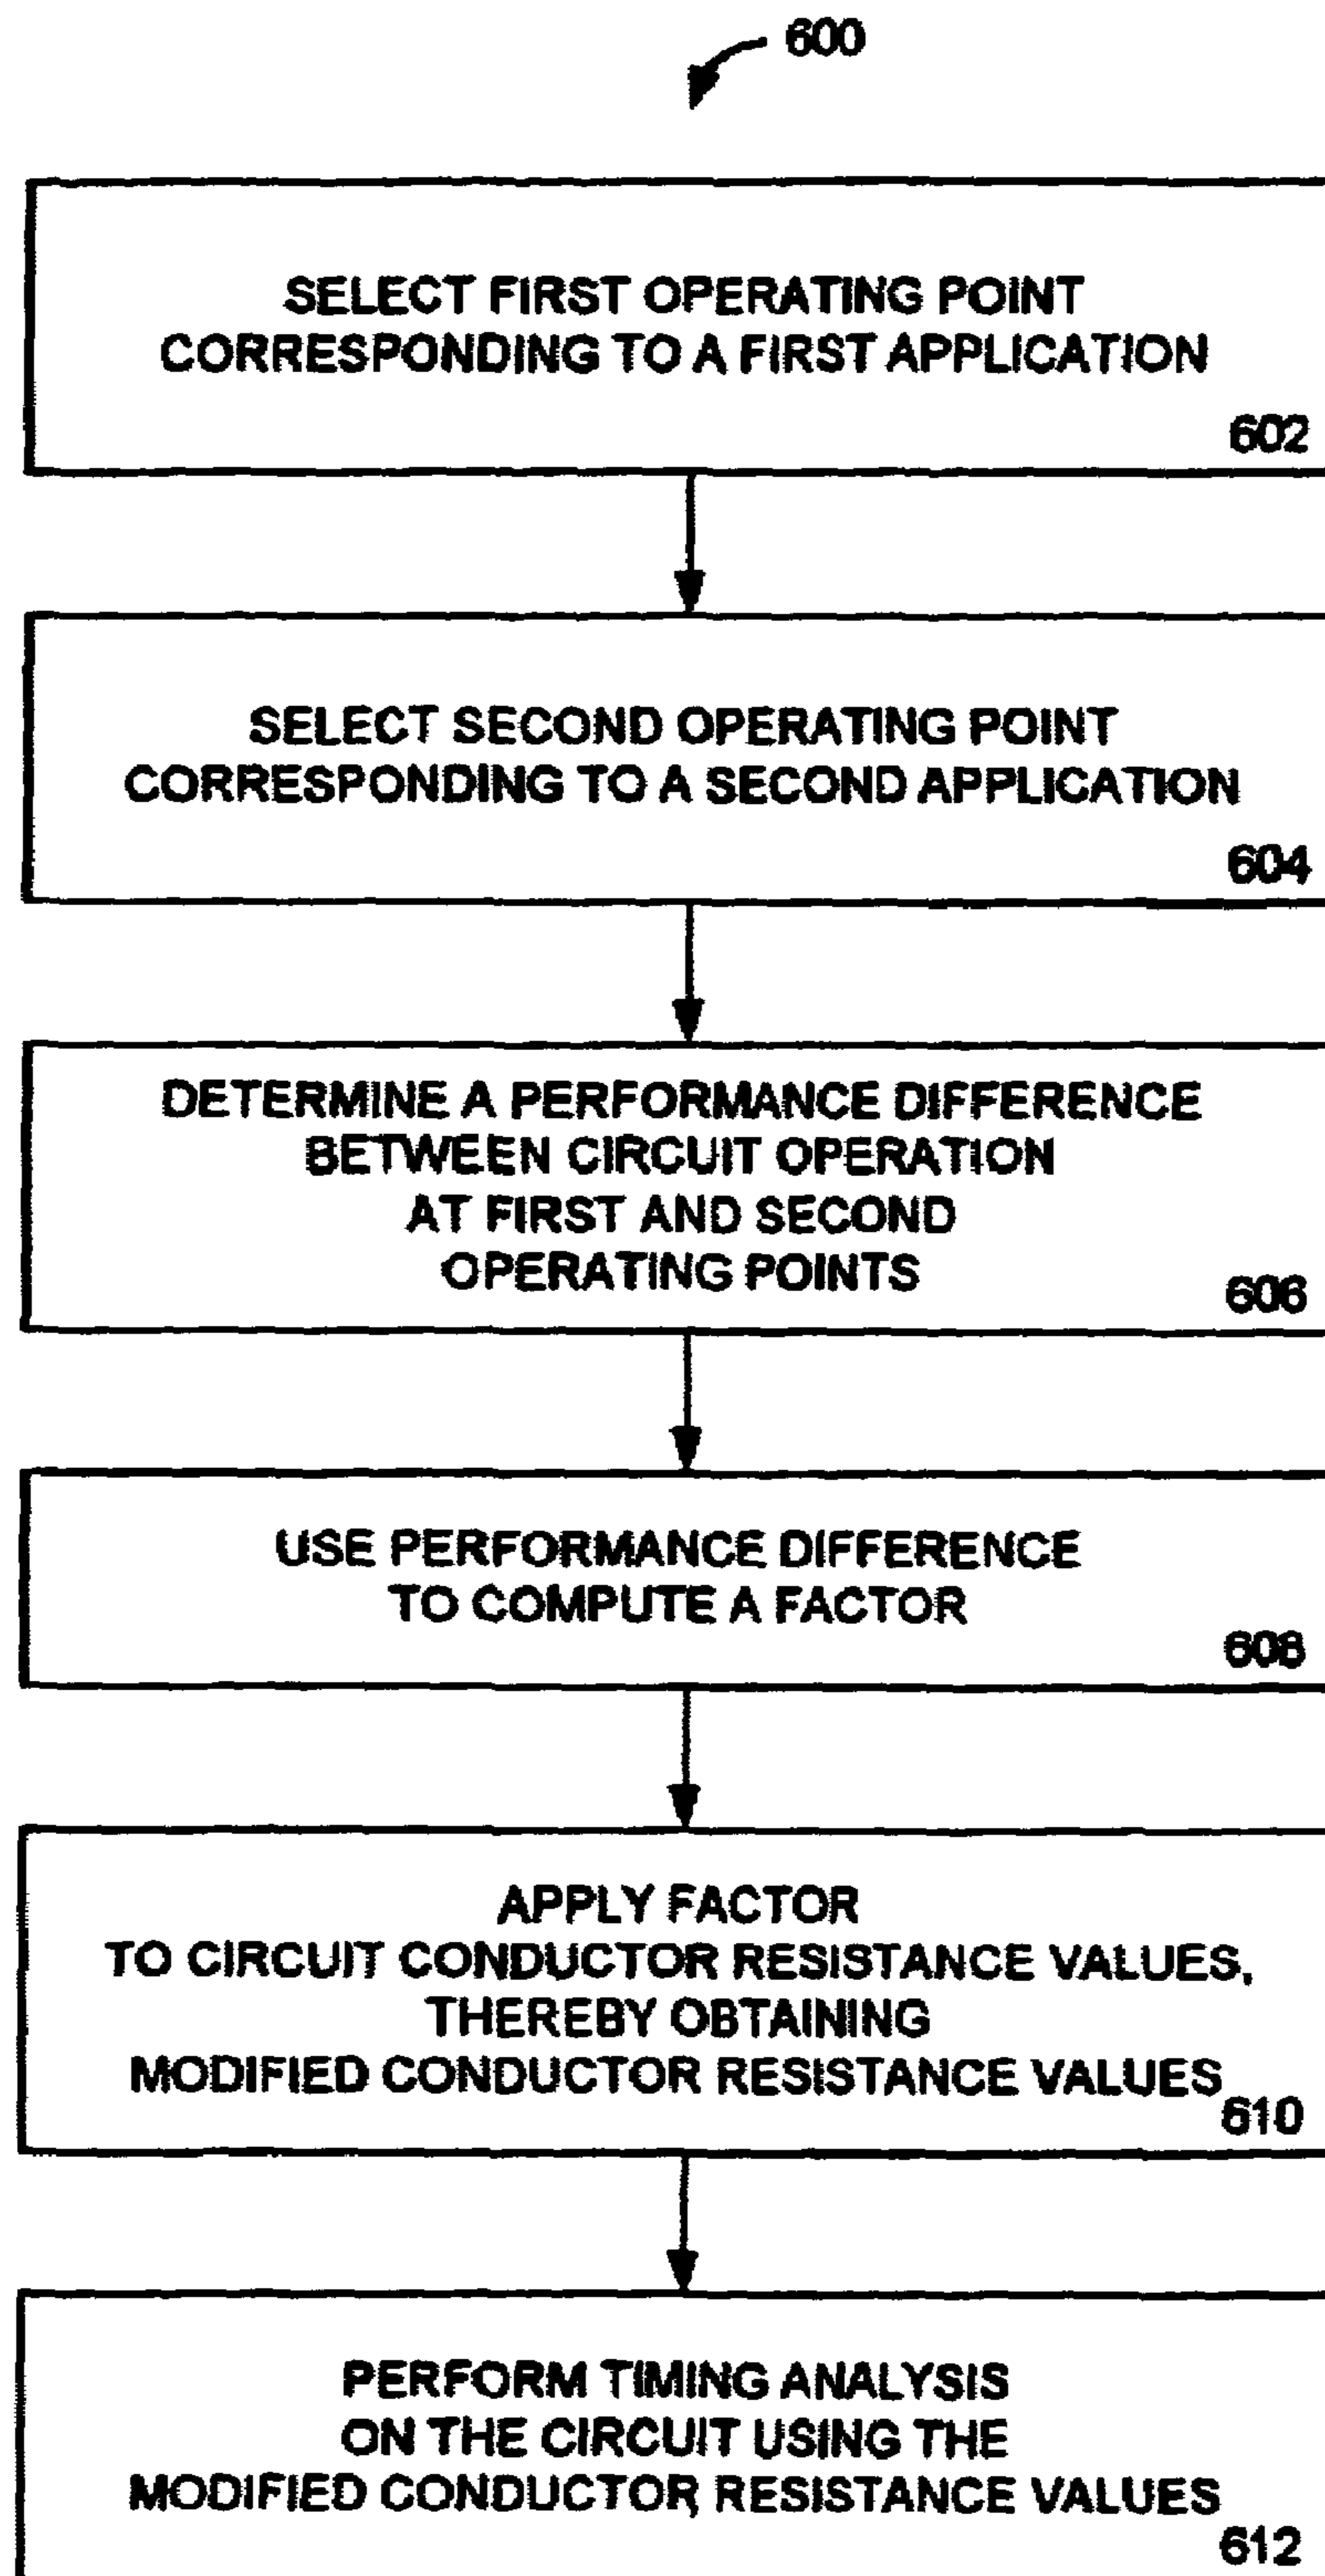 600
SELECT FIRST OPERATING POINT
CORRESPONDING TO A FIRST APPLICATION
602
SELECT SECOND OPERATING POINT
CORRESPONDING TO A SECOND APPLICATION
604
DETERMINE A PERFORMANCE DIFFERENCE
BETWEEN CIRCUIT OPERATION
AT FIRST AND SECOND
OPERATING POINTS
606
USE PERFORMANCE DIFFERENCE
TO COMPUTE A FACTOR
608
APPLY FACTOR
TO CIRCUIT CONDUCTOR RESISTANCE VALUES,
THEREBY OBTAINING
MODIFIED CONDUCTOR RESISTANCE VALUES
610
PERFORM TIMING ANALYSIS
ON THE CIRCUIT USING THE
MODIFIED CONDUCTOR RESISTANCE VALUES
612